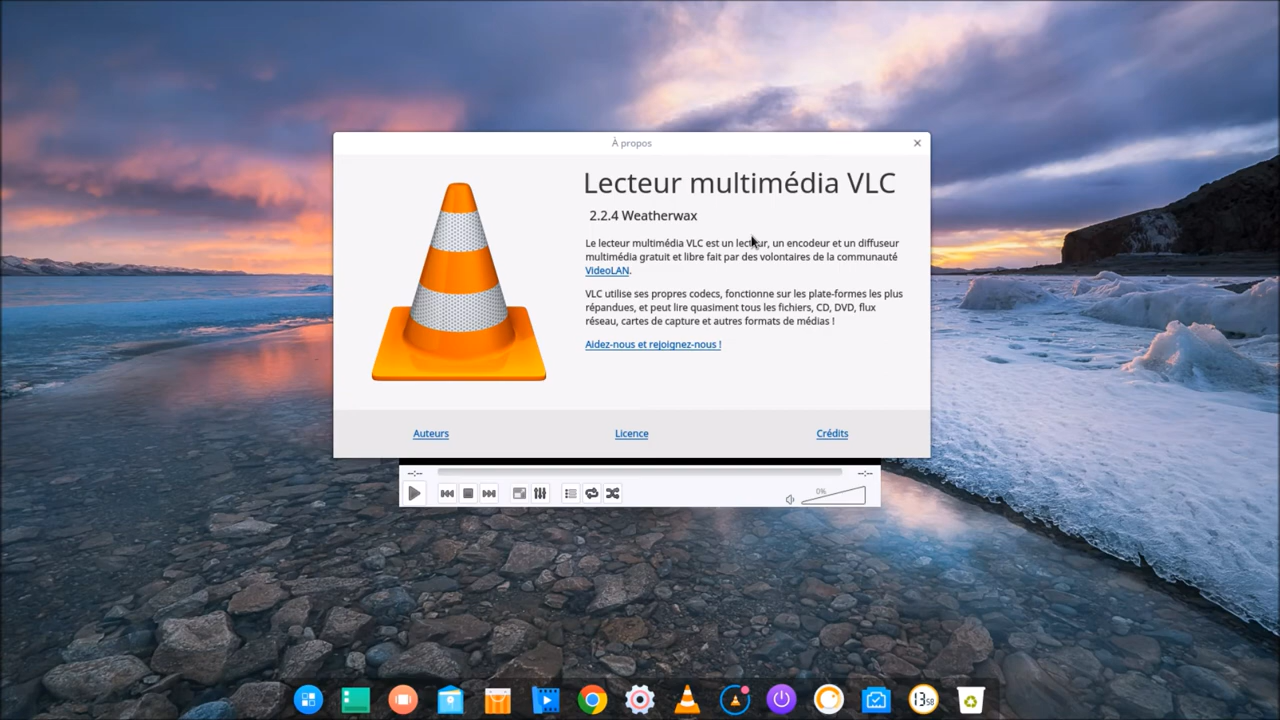 À propos
Lecteur multimédia VLC
2.2.4 Weatherwax
Le lecteur multimédia VLC est un lecteur, un encodeur et un diffuseur
multimédia gratuit et libre fait par des volontaires de la communauté
VideoLAN.
VLC utilise ses propres codecs, fonctionne sur les plate-formes les plus
répandues, et peut lire quasiment tous les fichiers, CD, DVD, flux
réseau, cartes de capture et autres formats de médias !
Aidez-nous et rejoignez-nous !
Auteurs Licence Crédits
--:-- --:--
0%
13 58